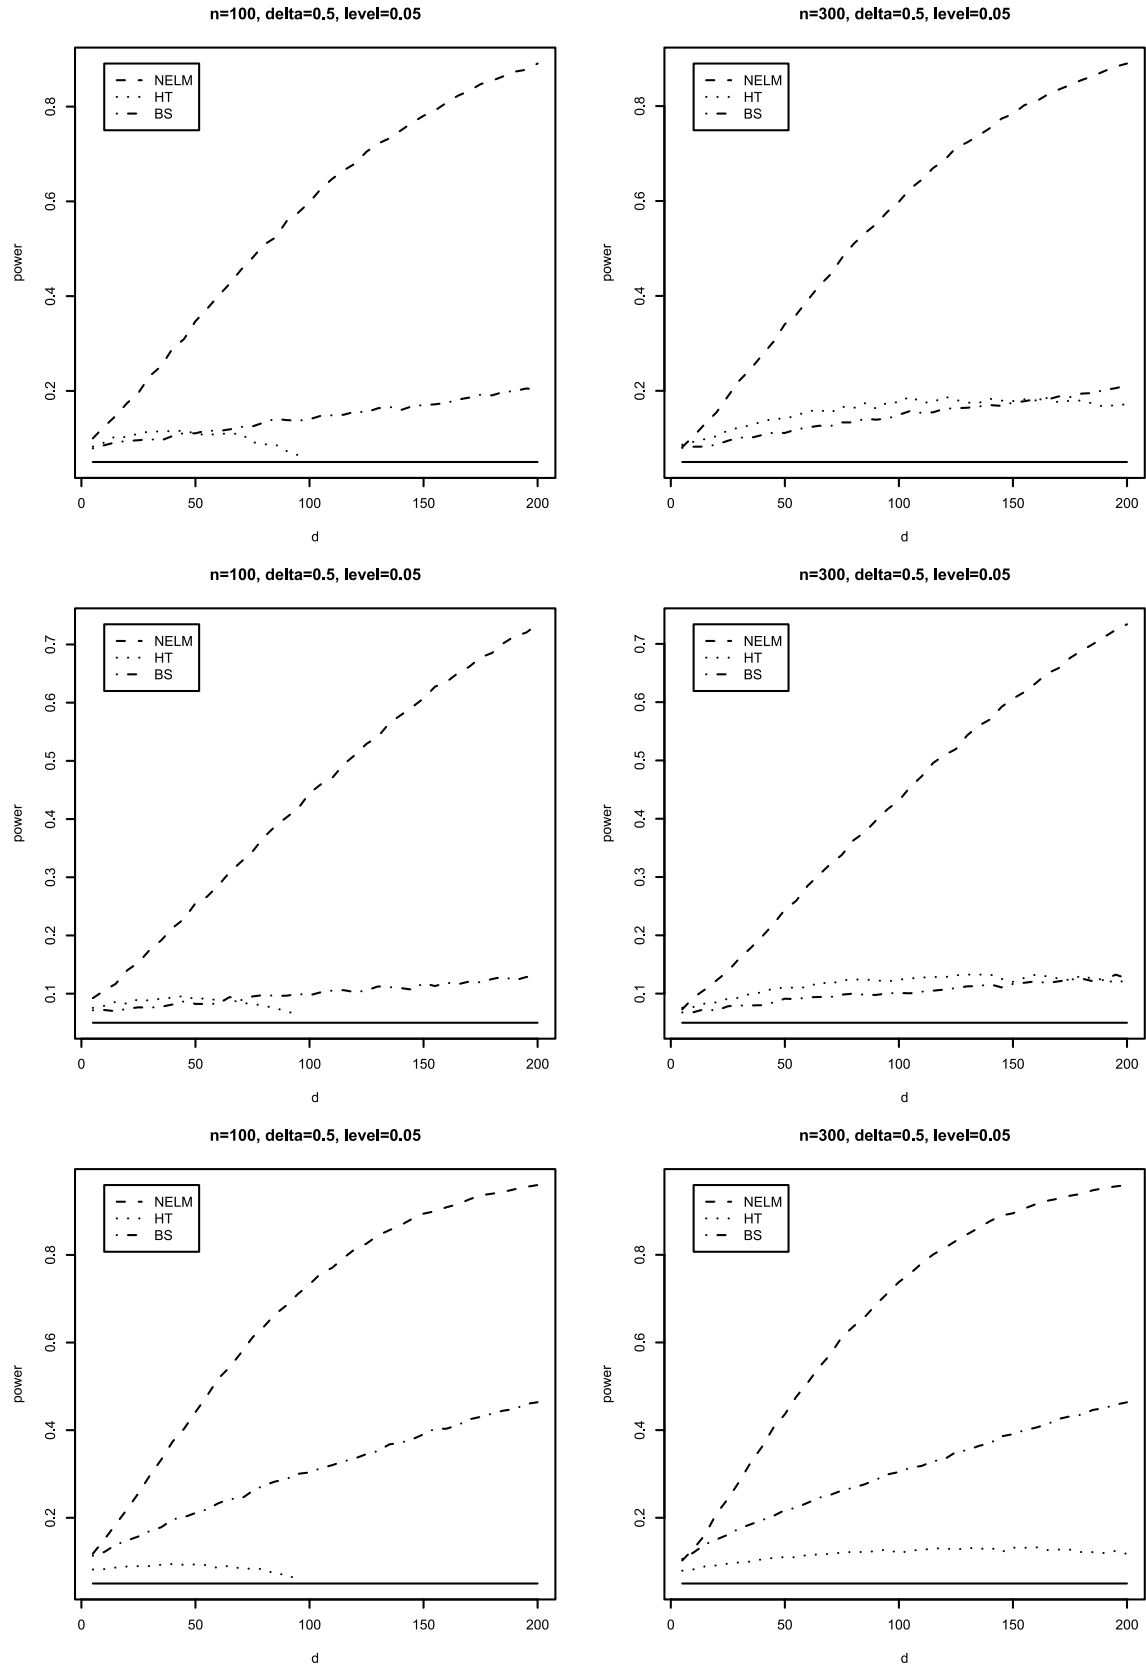 n=100, delta=0.5, level=0.05
n=300, delta=0.5, level=0.05
power
0.2
0.4
0.6
0.8
NELM
HT
BS
0
50
100
150
200
d
power
0.2
0.4
0.6
0.8
NELM
HT
BS
0
50
100
150
200
d
n=100, delta=0.5, level=0.05
n=300, delta=0.5, level=0.05
power
0.1
0.2
0.3
0.4
0.5
0.6
0.7
NELM
HT
BS
0
50
100
150
200
d
power
0.1
0.2
0.3
0.4
0.5
0.6
0.7
NELM
HT
BS
0
50
100
150
200
d
n=100, delta=0.5, level=0.05
n=300, delta=0.5, level=0.05
power
0.2
0.4
0.6
0.8
NELM
HT
BS
0
50
100
150
200
d
power
0.2
0.4
0.6
0.8
NELM
HT
BS
0
50
100
150
200
d